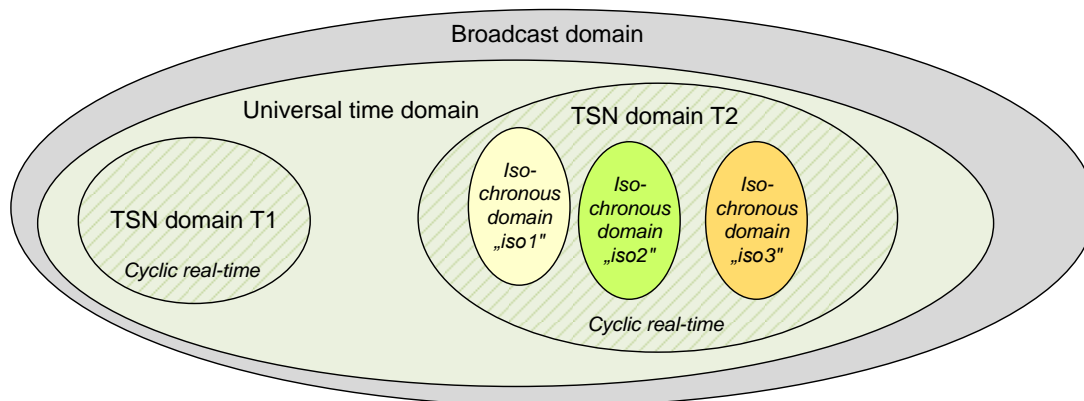 Broadcast domain
Universal time domain
TSN domain T2
TSN domain T1
Cyclic real-time
Iso-
chronous
domain
„iso1"
Iso-
chronous
domain
„iso2"
Iso-
chronous
domain
„iso3"
Cyclic real-time